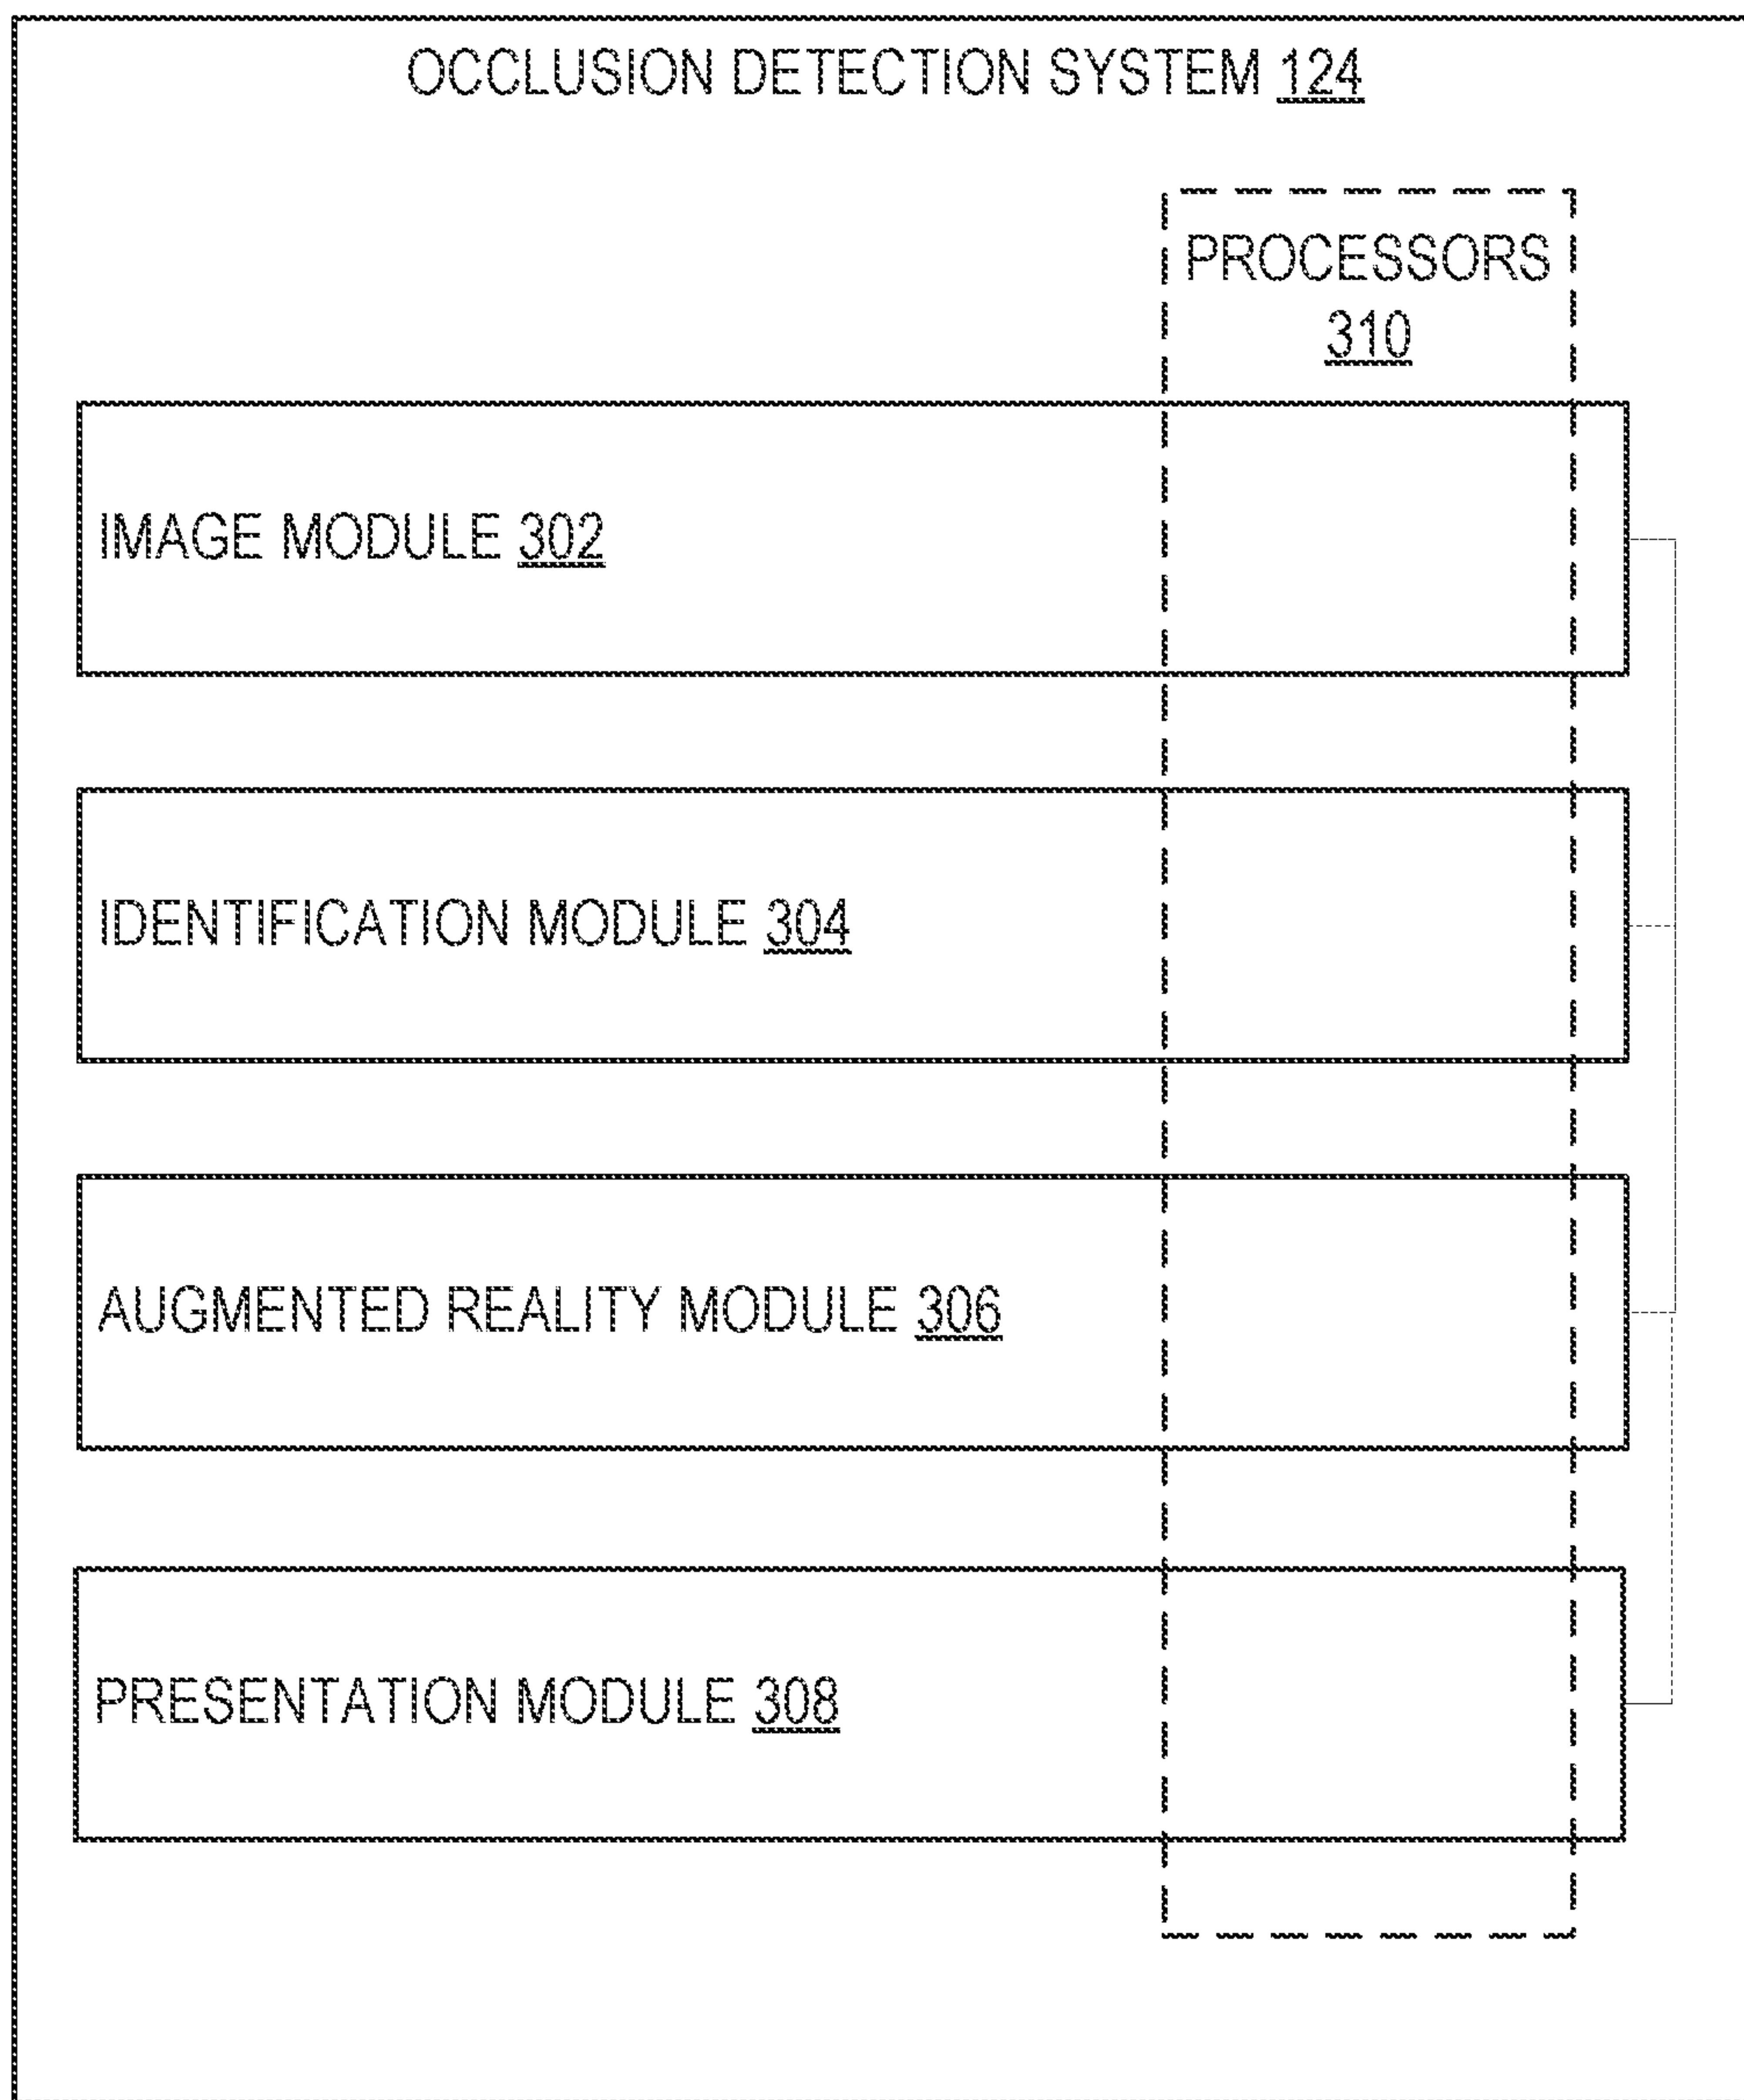 OCCLUSION DETECTION SYSTEM 124
PROCESSORS
310
IMAGE MODULE 302
IDENTIFICATION MODULE 304
AUGMENTED REALITY MODULE 306
PRESENTATION MODULE 308